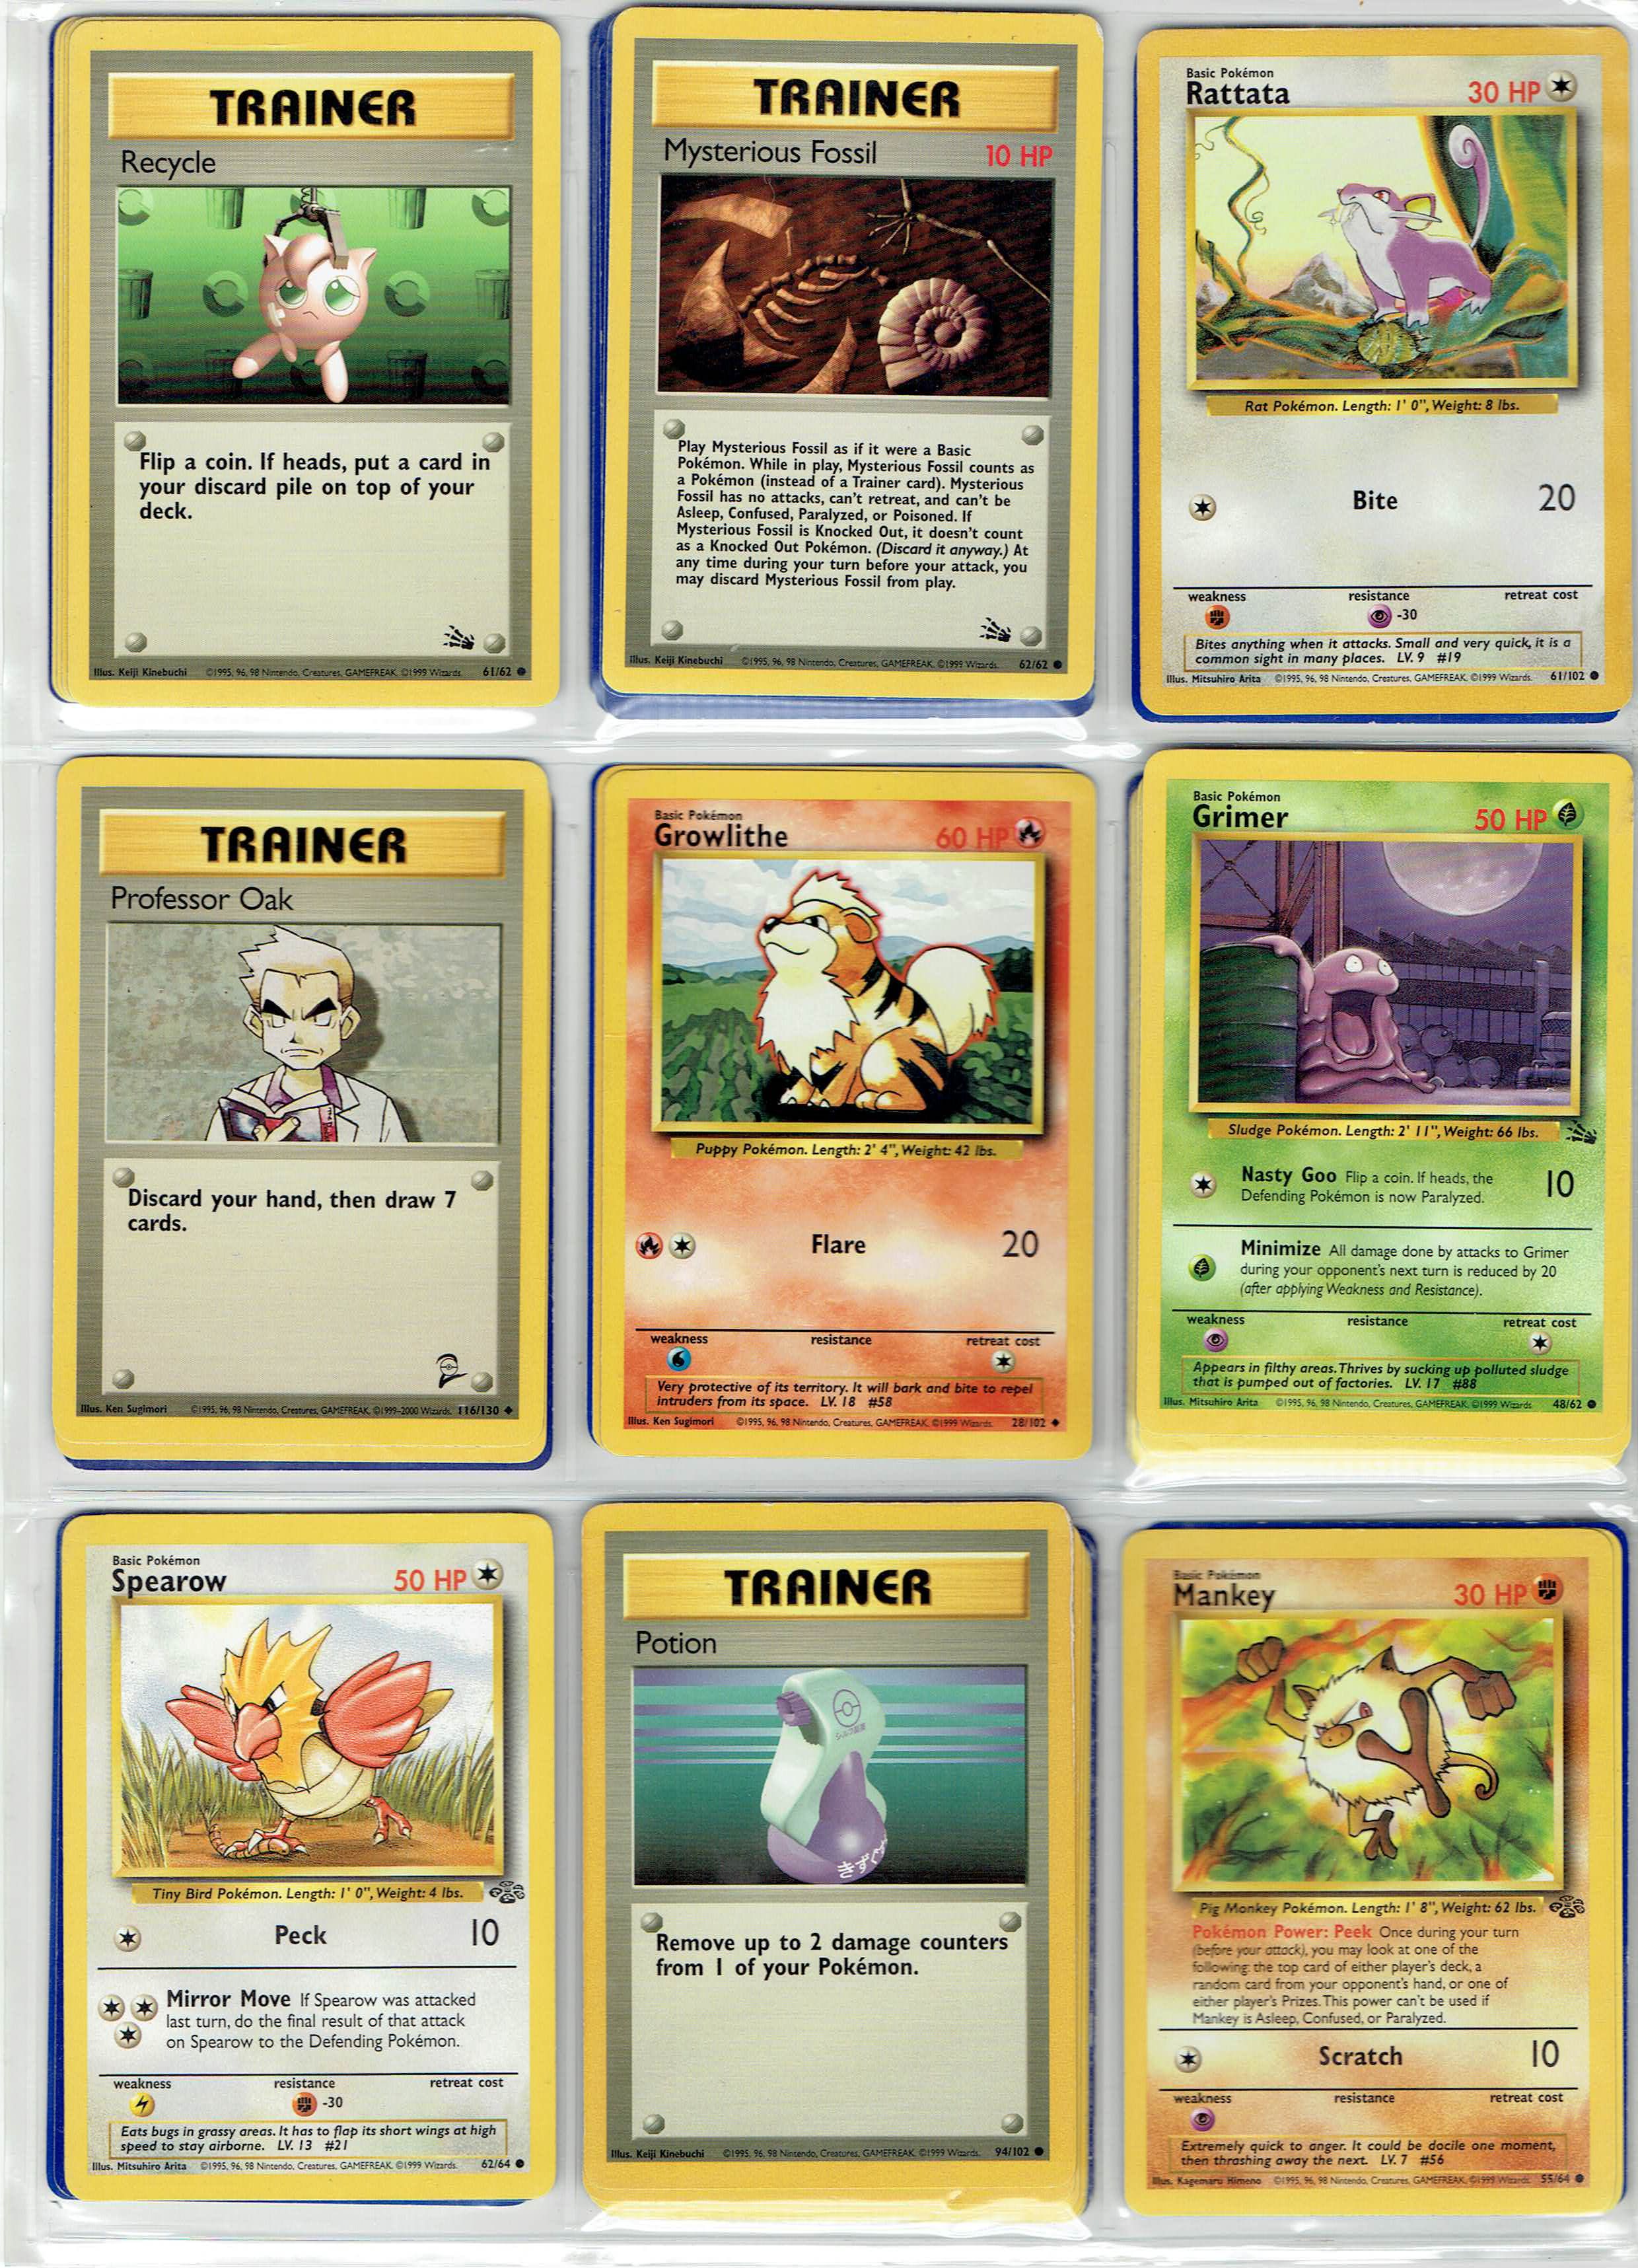 TRAINER
Recycle
Flip a coin. If heads, put a card in
your discard pile on top of your
deck.
Illus. Keiji Kinebuchi ©1995, 96, 98 Nintendo, Creatures, GAMEFREAK. ©1999 Wizards. 61/62
TRAINER
Mysterious Fossil 10 HP
Play Mysterious Fossil as if it were a Basic
Pokémon. While in play, Mysterious Fossil counts as
a Pokémon (instead of a Trainer card). Mysterious
Fossil has no attacks, can't retreat, and can't be
Asleep, Confused, Paralyzed, or Poisoned. If
Mysterious Fossil is Knocked Out, it doesn't count
as a Knocked Out Pokémon. (Discard it anyway.) At
any time during your turn before your attack, you
may discard Mysterious Fossil from play.
Illus. Keiji Kinebuchi ©1995, 96, 98 Nintendo, Creatures, GAMEFREAK. ©1999 Wizards. 62/62
Basic Pokémon
Rattata 30 HP
Rat Pokémon. Length: 1' 0", Weight: 8 lbs.
Bite 20
weakness resistance retreat cost
-30
Bites anything when it attacks. Small and very quick, it is a
common sight in many places. LV. 9 #19
Illus. Mitsuhiro Arita ©1995, 96, 98 Nintendo, Creatures, GAMEFREAK. ©1999 Wizards. 61/102
TRAINER
Professor Oak
Discard your hand, then draw 7
cards.
Illus. Ken Sugimori ©1995, 96, 98 Nintendo, Creatures, GAMEFREAK. ©1999-2000 Wizards. 116/130
Basic Pokémon
Growlithe 60 HP
Puppy Pokémon. Length: 2' 4", Weight: 42 lbs.
Flare 20
weakness resistance retreat cost
Very protective of its territory. It will bark and bite to repel
intruders from its space. LV. 18 #58
Illus. Ken Sugimori ©1995, 96, 98 Nintendo, Creatures, GAMEFREAK. ©1999 Wizards. 28/102
Basic Pokémon
Grimer 50 HP
Sludge Pokémon. Length: 2' 11", Weight: 66 lbs.
Nasty Goo Flip a coin. If heads, the 10
Defending Pokémon is now Paralyzed.
Minimize All damage done by attacks to Grimer
during your opponent's next turn is reduced by 20
(after applying Weakness and Resistance).
weakness resistance retreat cost
Appears in filthy areas. Thrives by sucking up polluted sludge
that is pumped out of factories. LV. 17 #88
Illus. Mitsuhiro Arita ©1995, 96, 98 Nintendo, Creatures, GAMEFREAK. ©1999 Wizards. 48/62
Basic Pokémon
Spearow 50 HP
Tiny Bird Pokémon. Length: 1' 0", Weight: 4 lbs.
Peck 10
Mirror Move If Spearow was attacked
last turn, do the final result of that attack
on Spearow to the Defending Pokémon.
weakness resistance retreat cost
-30
Eats bugs in grassy areas. It has to flap its short wings at high
speed to stay airborne. LV. 13 #21
Illus. Mitsuhiro Arita ©1995, 96, 98 Nintendo, Creatures, GAMEFREAK. ©1999 Wizards. 62/64
TRAINER
Potion
きずぐ
Remove up to 2 damage counters
from 1 of your Pokémon.
Illus. Keiji Kinebuchi ©1995, 96, 98 Nintendo, Creatures, GAMEFREAK. ©1999 Wizards. 94/102
Basic Pokémon
Mankey 30 HP
Pig Monkey Pokémon. Length: 1' 8", Weight: 62 lbs.
Pokémon Power: Peek Once during your turn
(before your attack), you may look at one of the
following: the top card of either player's deck, a
random card from your opponent's hand, or one of
either player's Prizes. This power can't be used if
Mankey is Asleep, Confused, or Paralyzed.
Scratch 10
weakness resistance retreat cost
Extremely quick to anger. It could be docile one moment,
then thrashing away the next. LV. 7 #56
Illus. Kagemaru Himeno ©1995, 96, 98 Nintendo, Creatures, GAMEFREAK. ©1999 Wizards. 55/64